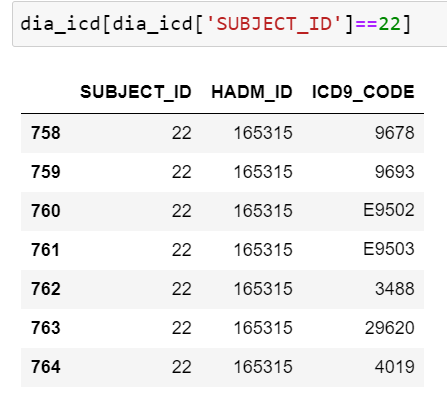 dia_icd[dia_icd['SUBJECT_ID']==22]
SUBJECT_ID HADM_ID ICD9_CODE
758 22 165315 9678
759 22 165315 9693
760 22 165315 E9502
761 22 165315 E9503
762 22 165315 3488
763 22 165315 29620
764 22 165315 4019